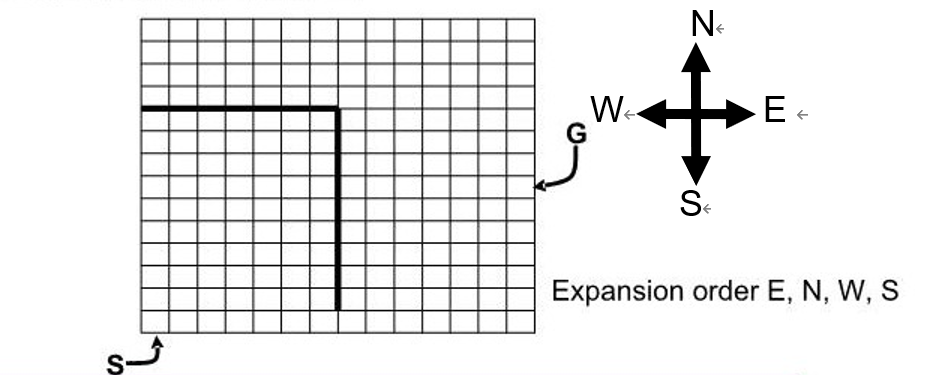 N↵
G
W↵
E ↵
S↵
Expansion order E, N, W, S
S